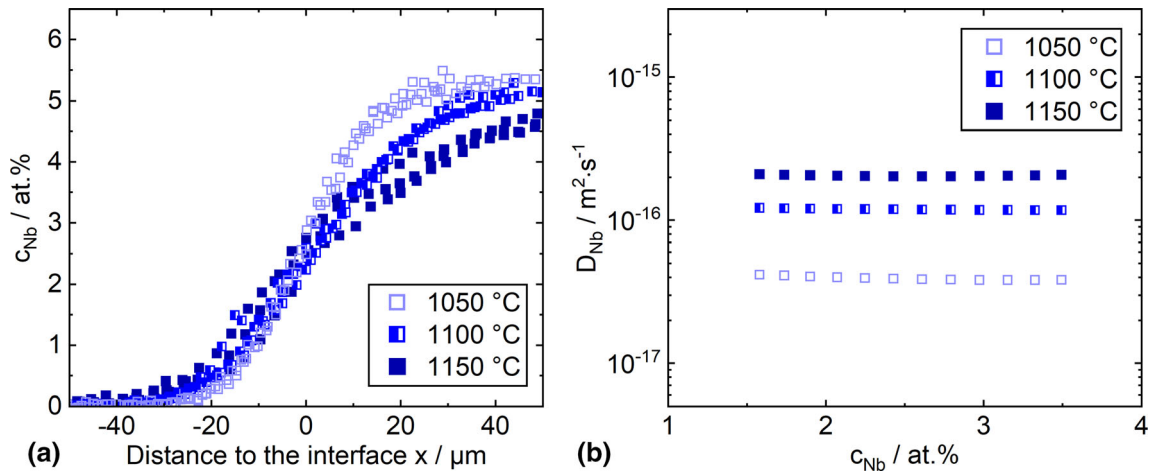 6
5
4
3
2
1
0
c_Nb / at.%
-40 -20 0 20 40
Distance to the interface x / µm
1050 °C
1100 °C
1150 °C
(a)
10⁻¹⁵
10⁻¹⁶
10⁻¹⁷
D_Nb / m²·s⁻¹
1 2 3 4
c_Nb / at.%
1050 °C
1100 °C
1150 °C
(b)